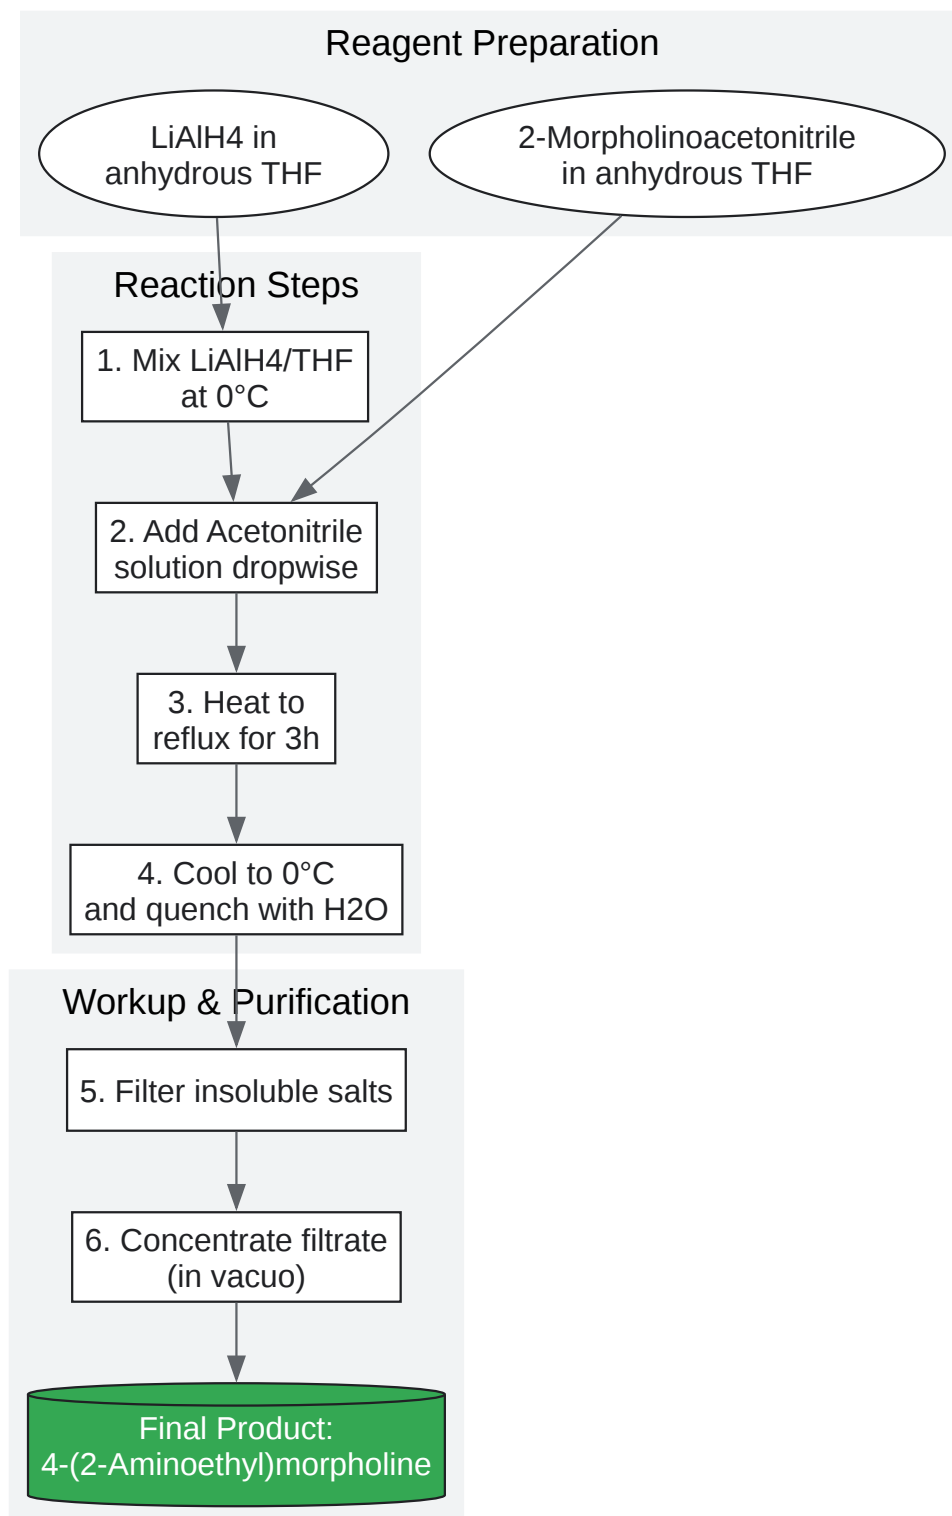 Reagent Preparation
LiAlH4 in
anhydrous THF
2-Morpholinoacetonitrile
in anhydrous THF
Reaction Steps
1. Mix LiAlH4/THF
at 0°C
2. Add Acetonitrile
solution dropwise
3. Heat to
reflux for 3h
4. Cool to 0°C
and quench with H2O
Workup & Purification
5. Filter insoluble salts
6. Concentrate filtrate
(in vacuo)
Final Product:
4-(2-Aminoethyl)morpholine